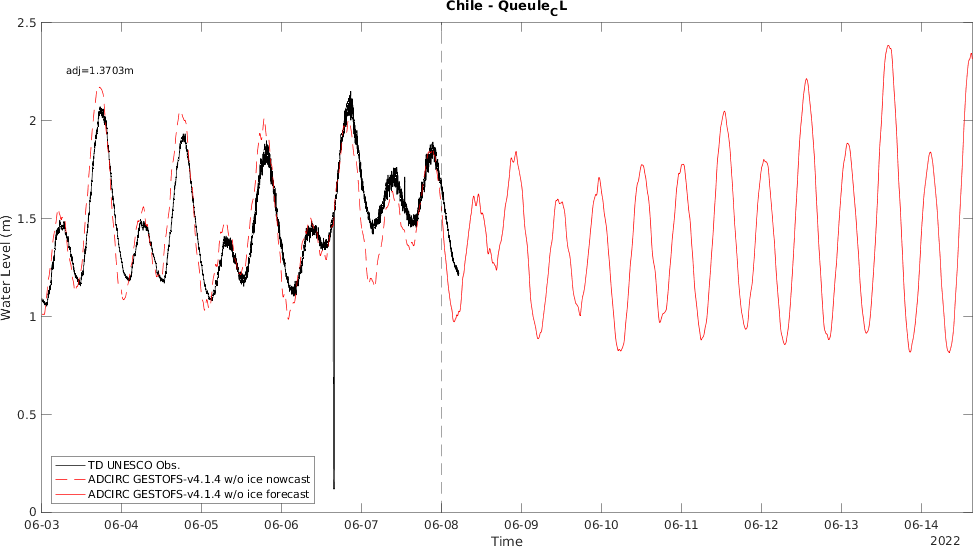 Chile - Queule_CL
adj=1.3703m
Water Level (m)
2.5
2
1.5
1
0.5
0
TD UNESCO Obs.
ADCIRC GESTOFS-v4.1.4 w/o ice nowcast
ADCIRC GESTOFS-v4.1.4 w/o ice forecast
06-03 06-04 06-05 06-06 06-07 06-08 06-09 06-10 06-11 06-12 06-13 06-14
Time
2022